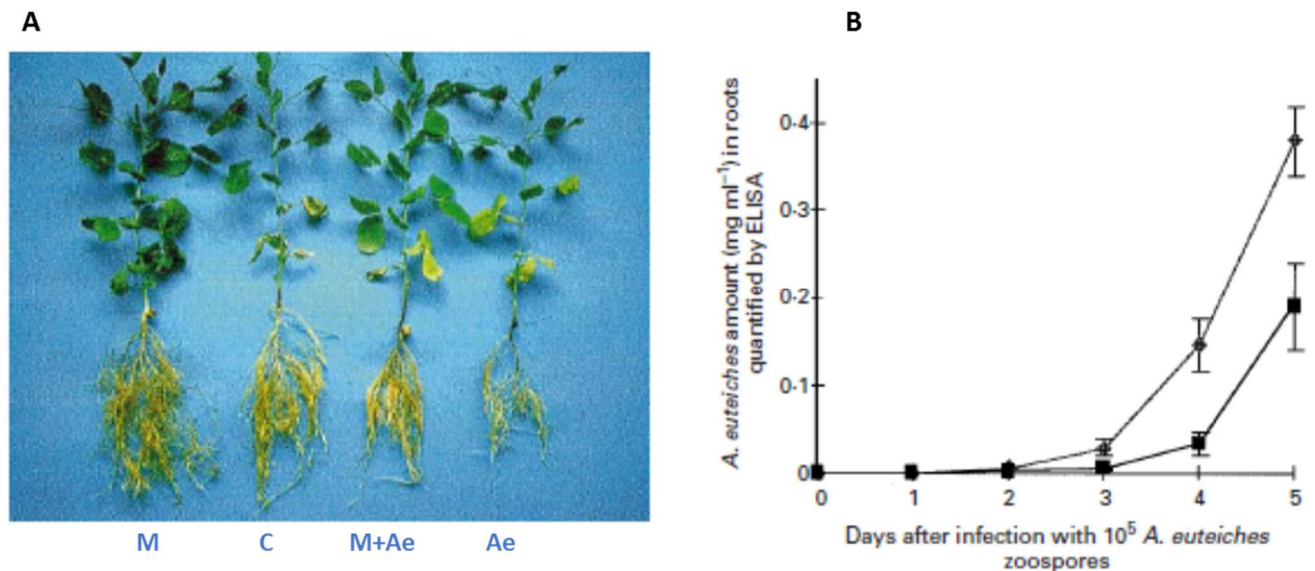 A
B
M
C
M+Ae
Ae
A. euteiches amount (mg ml⁻¹) in roots
quantified by ELISA
0·4
0·3
0·2
0·1
0
0
1
2
3
4
5
Days after infection with 10⁵ A. euteiches
zoospores